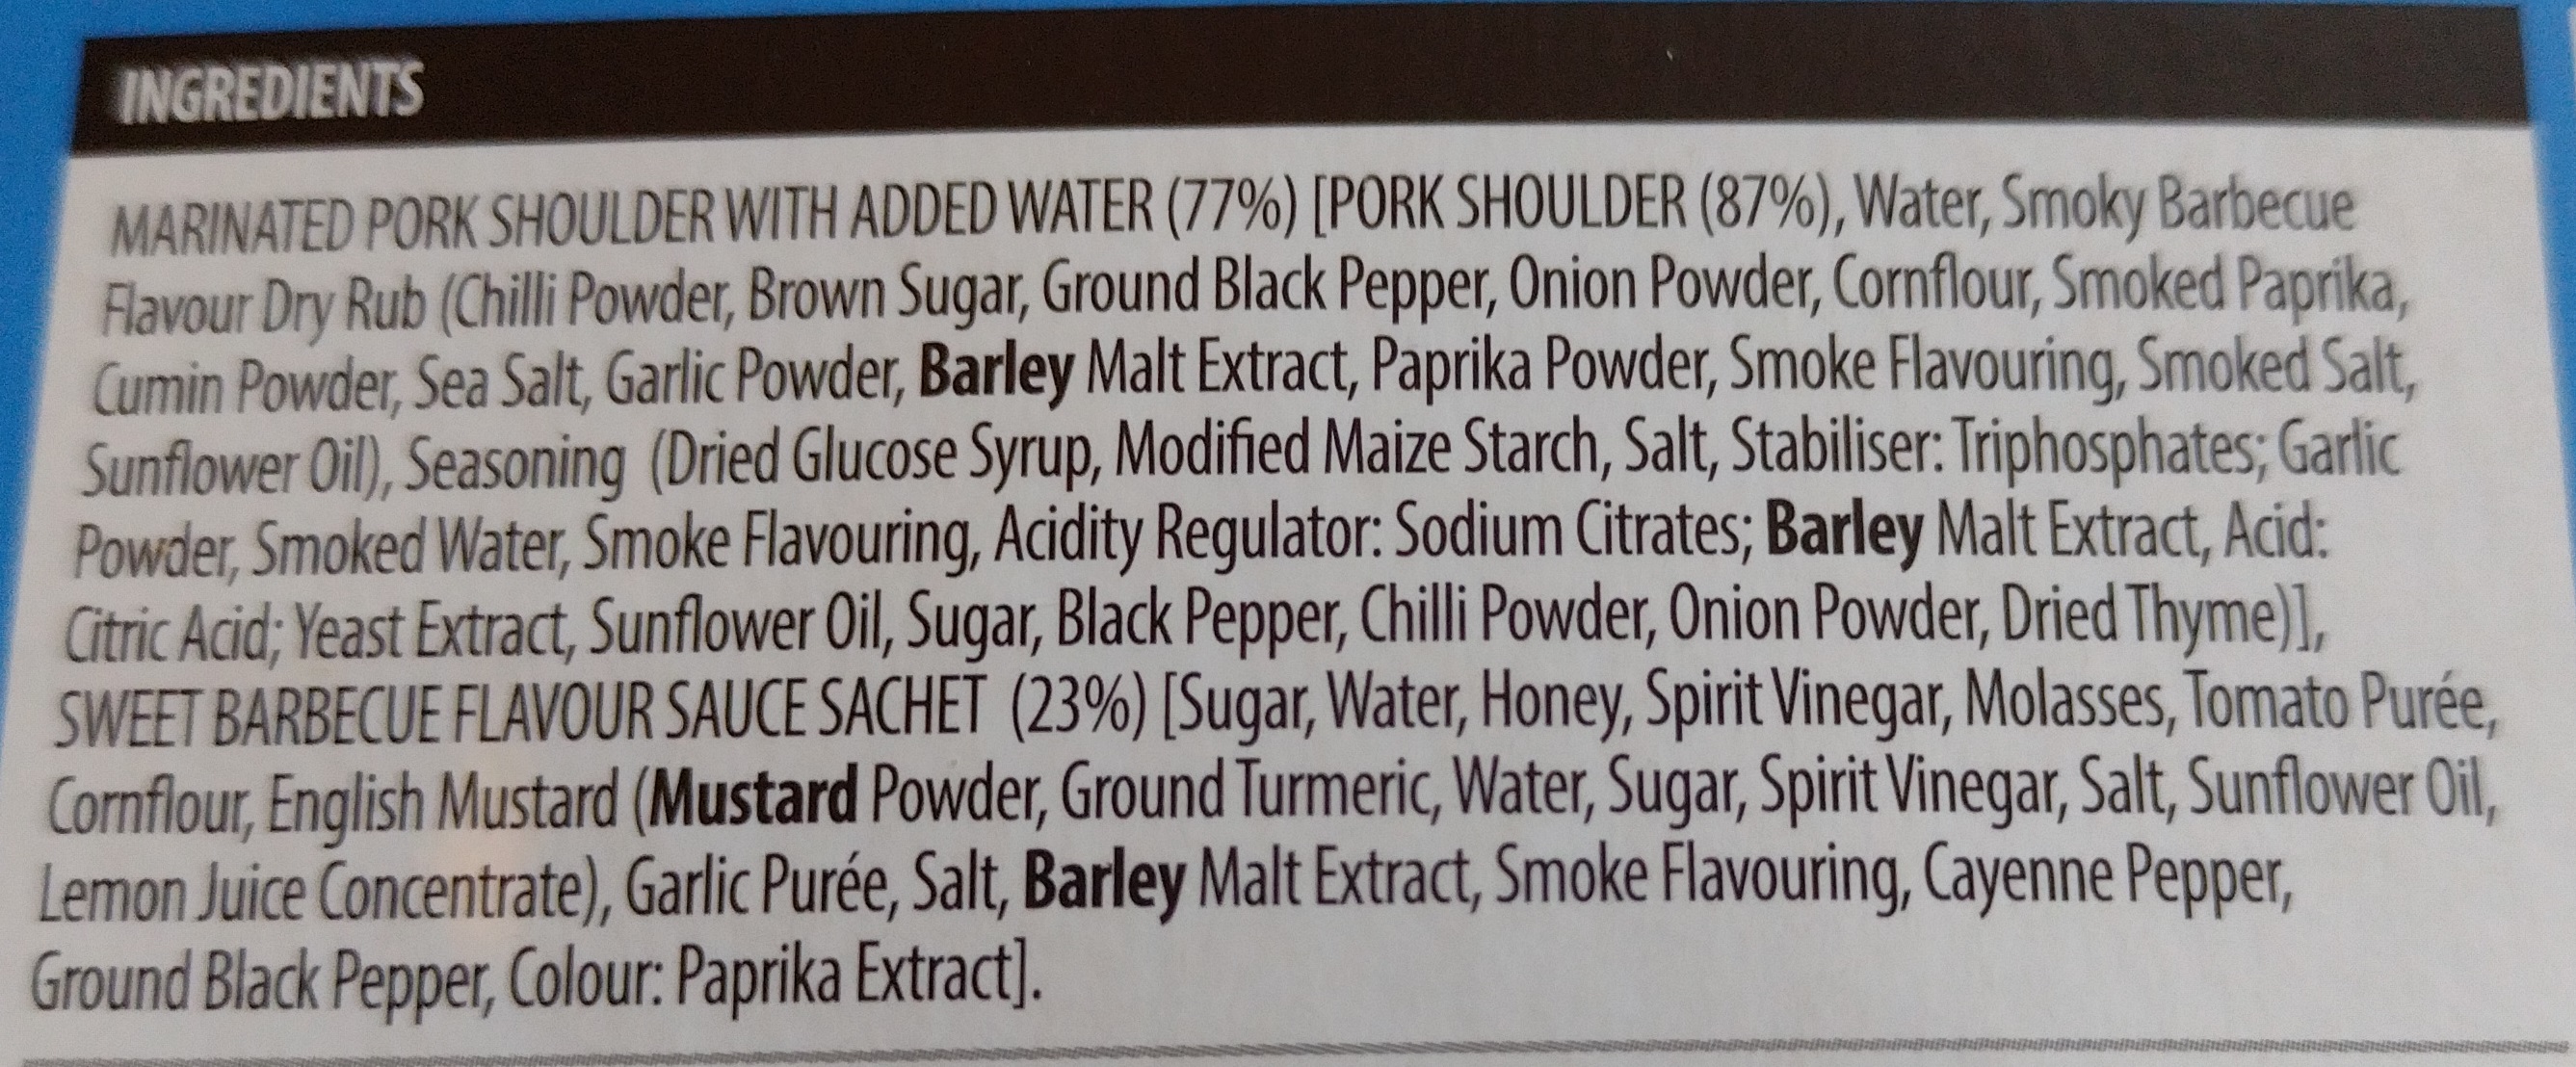 INGREDIENTS
MARINATED PORK SHOULDER WITH ADDED WATER (77%) [PORK SHOULDER (87%), Water, Smoky Barbecue
Flavour Dry Rub (Chilli Powder, Brown Sugar, Ground Black Pepper, Onion Powder, Cornflour, Smoked Paprika,
Cumin Powder, Sea Salt, Garlic Powder, Barley Malt Extract, Paprika Powder, Smoke Flavouring, Smoked Salt,
Sunflower Oil), Seasoning (Dried Glucose Syrup, Modified Maize Starch, Salt, Stabiliser: Triphosphates; Garlic
Powder, Smoked Water, Smoke Flavouring, Acidity Regulator: Sodium Citrates; Barley Malt Extract, Acid:
Citric Acid; Yeast Extract, Sunflower Oil, Sugar, Black Pepper, Chilli Powder, Onion Powder, Dried Thyme)],
SWEET BARBECUE FLAVOUR SAUCE SACHET (23%) [Sugar, Water, Honey, Spirit Vinegar, Molasses, Tomato Purée,
Cornflour, English Mustard (Mustard Powder, Ground Turmeric, Water, Sugar, Spirit Vinegar, Salt, Sunflower Oil,
Lemon Juice Concentrate), Garlic Purée, Salt, Barley Malt Extract, Smoke Flavouring, Cayenne Pepper,
Ground Black Pepper, Colour: Paprika Extract].